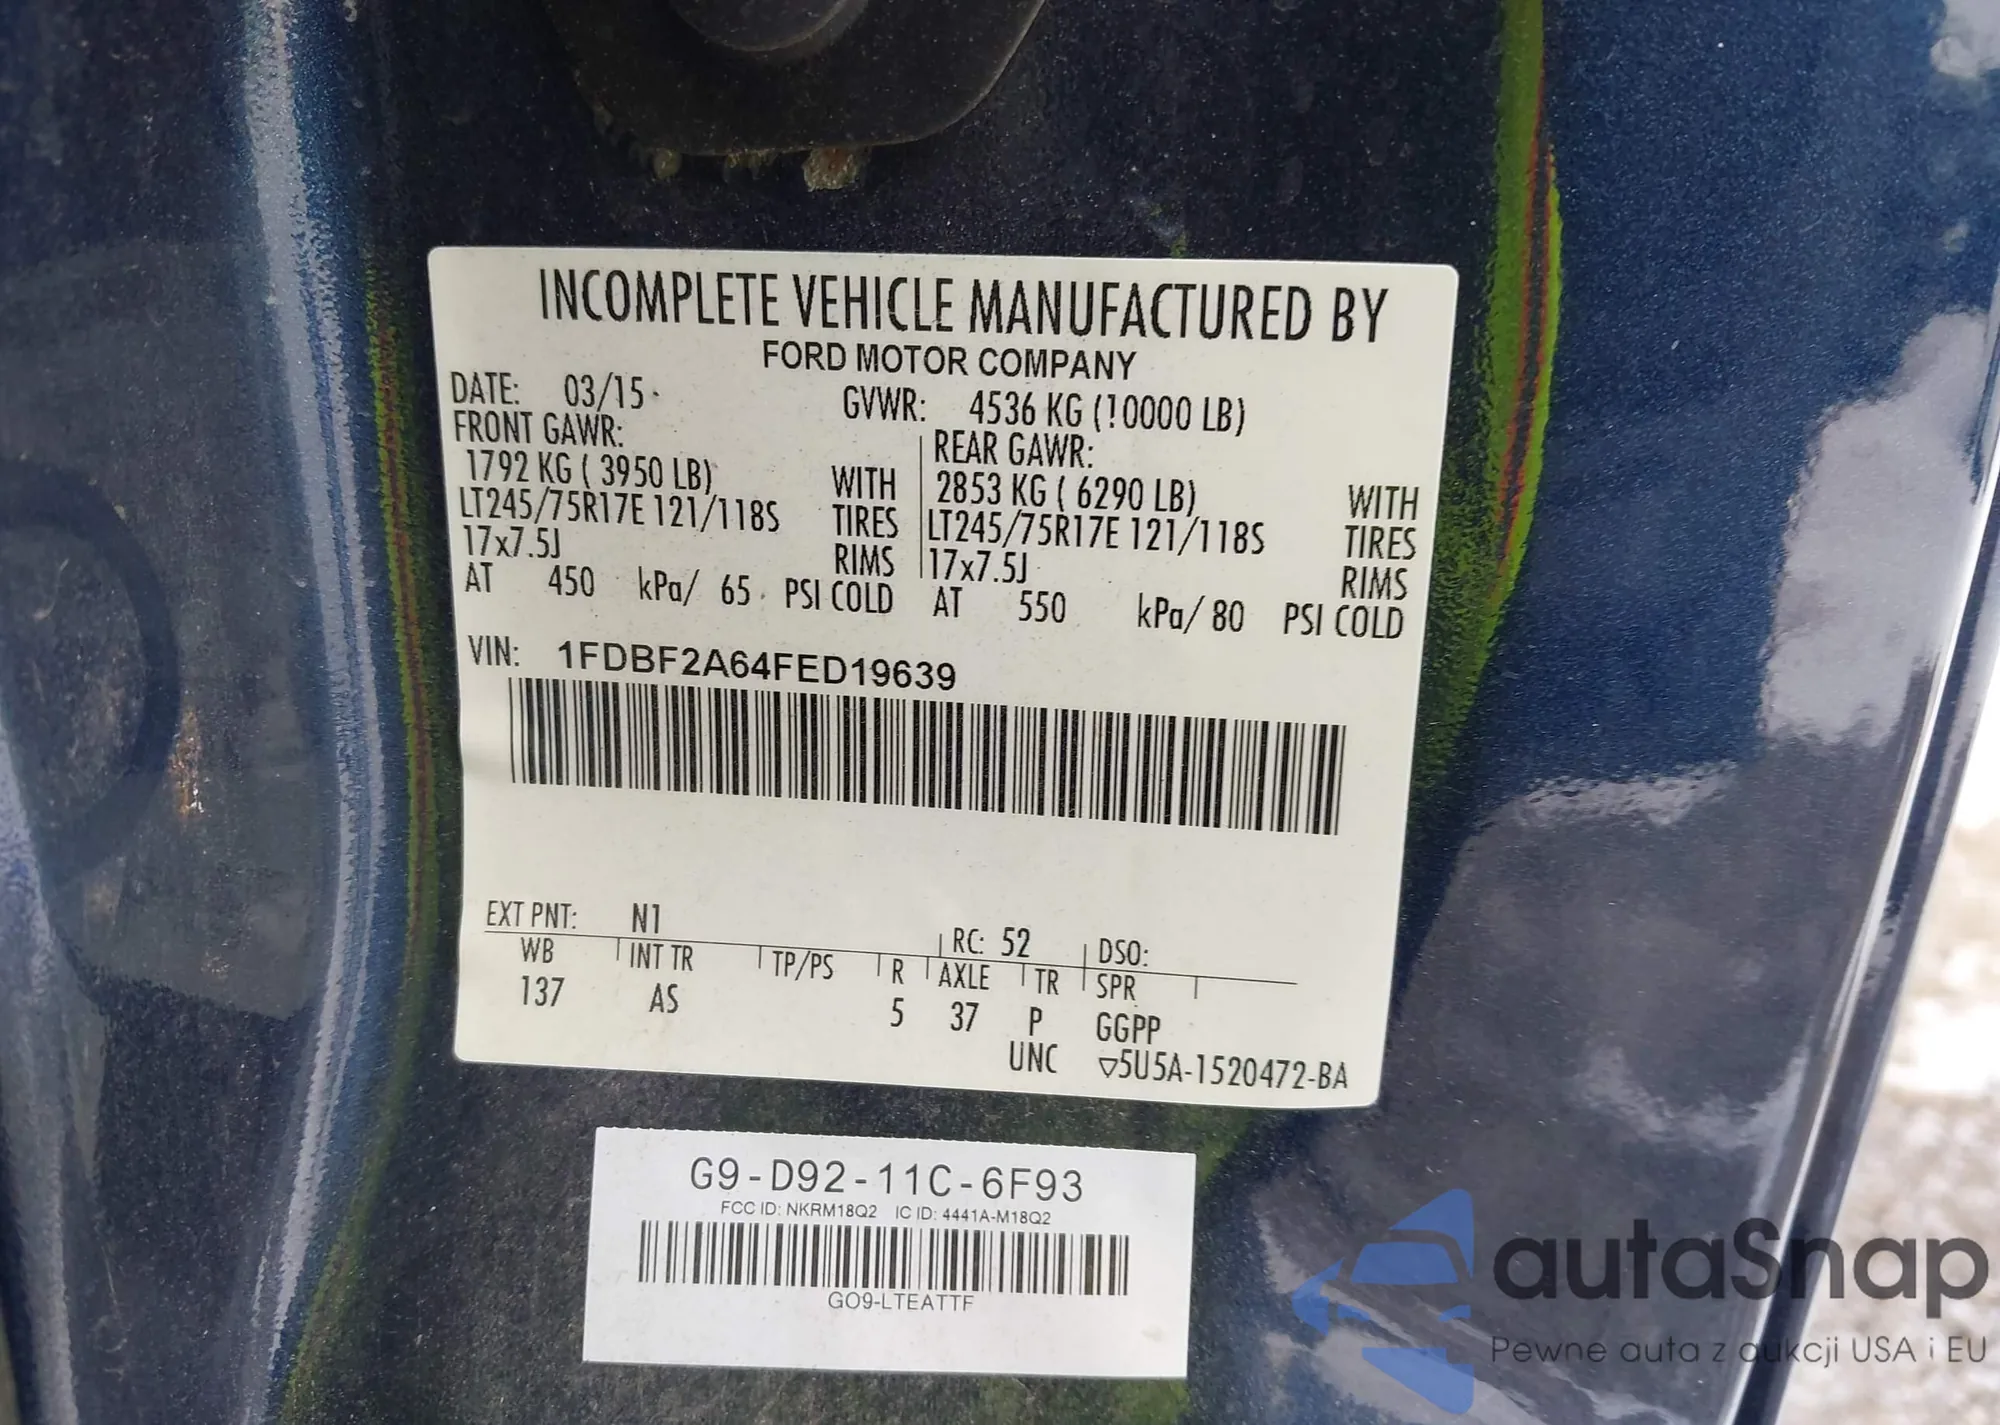 INCOMPLETE VEHICLE MANUFACTURED BY
FORD MOTOR COMPANY
DATE: 03/15 GVWR: 4536 KG (10000 LB)
FRONT GAWR: REAR GAWR:
1792 KG ( 3950 LB) WITH 2853 KG ( 6290 LB) WITH
LT245/75R17E 121/118S TIRES LT245/75R17E 121/118S TIRES
17x7.5J RIMS 17x7.5J RIMS
AT 450 kPa/ 65 PSI COLD AT 550 kPa/ 80 PSI COLD
VIN: 1FDBF2A64FED19639
EXT PNT: N1 RC: 52 DSO:
WB INT TR TP/PS R AXLE TR SPR
137 AS 5 37 P GGPP
UNC ▽5U5A-1520472-BA
G9-D92-11C-6F93
FCC ID: NKRM18Q2 IC ID: 4441A-M18Q2
GO9-LTEATTF
autaSnap
Pewne auta z aukcji USA i EU